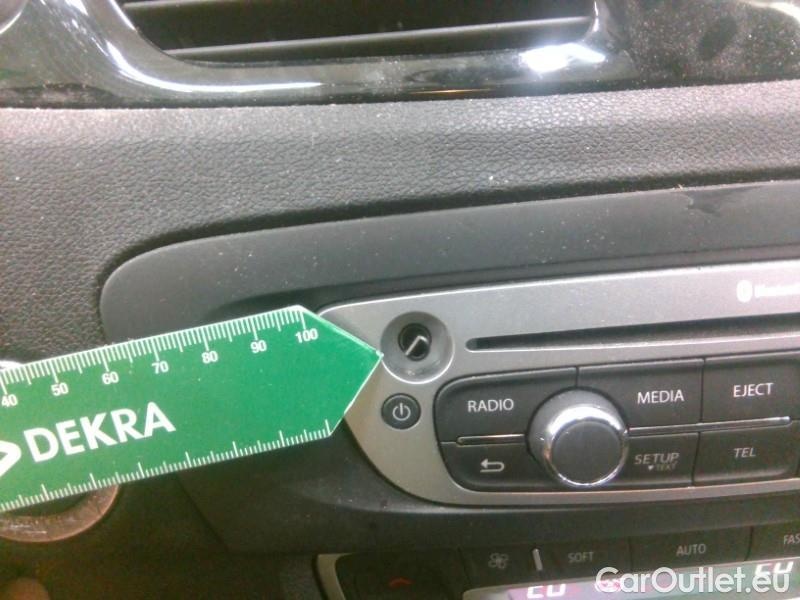 Bluetooth
40 50 60 70 80 90 100
DEKRA
RADIO
MEDIA
EJECT
SETUP
TEXT
TEL
SOFT
AUTO
FAS
CarOutlet.eu